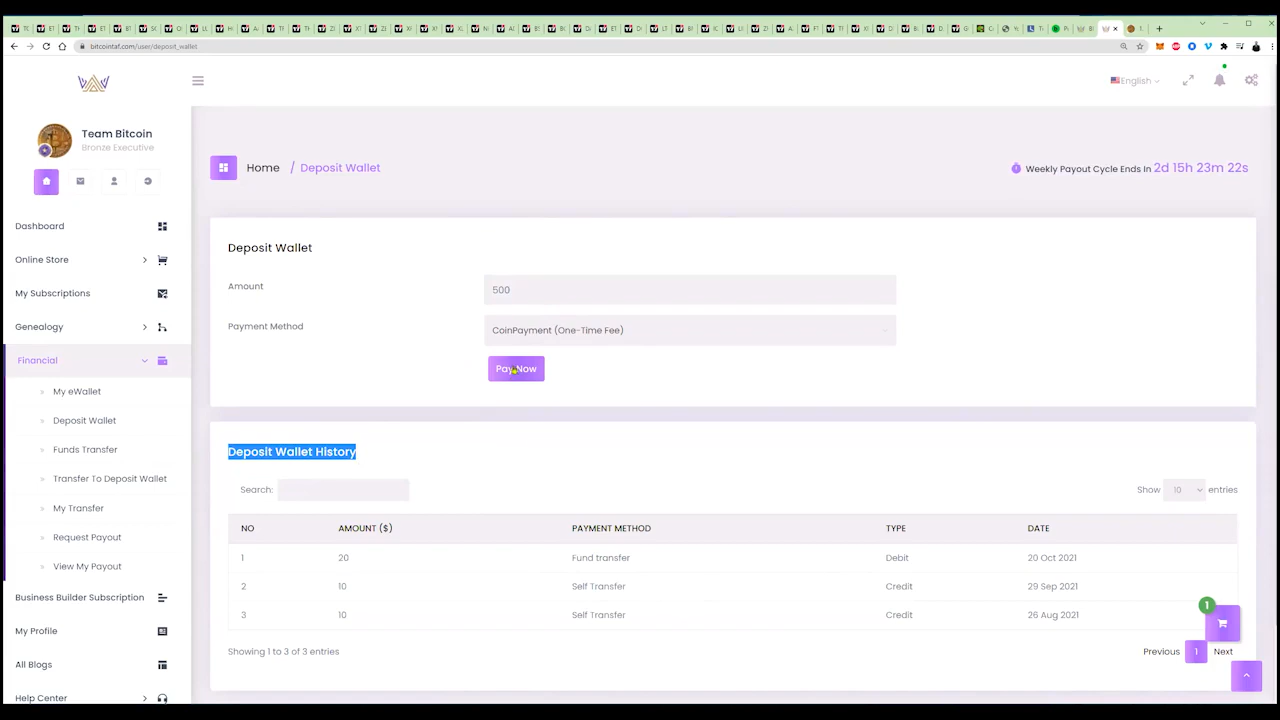 bitcointaf.com/user/deposit_wallet
English
Team Bitcoin
Bronze Executive
Home / Deposit Wallet
Weekly Payout Cycle Ends In 2d 15h 23m 22s
Dashboard
Online Store
My Subscriptions
Genealogy
Financial
My eWallet
Deposit Wallet
Funds Transfer
Transfer To Deposit Wallet
My Transfer
Request Payout
View My Payout
Business Builder Subscription
My Profile
All Blogs
Help Center
Deposit Wallet
Amount
500
Payment Method
CoinPayment (One-Time Fee)
Pay Now
Deposit Wallet History
Search:
Show 10 entries
NO AMOUNT ($) PAYMENT METHOD TYPE DATE
1 20 Fund transfer Debit 20 Oct 2021
2 10 Self Transfer Credit 29 Sep 2021
3 10 Self Transfer Credit 26 Aug 2021
Showing 1 to 3 of 3 entries
Previous 1 Next
1